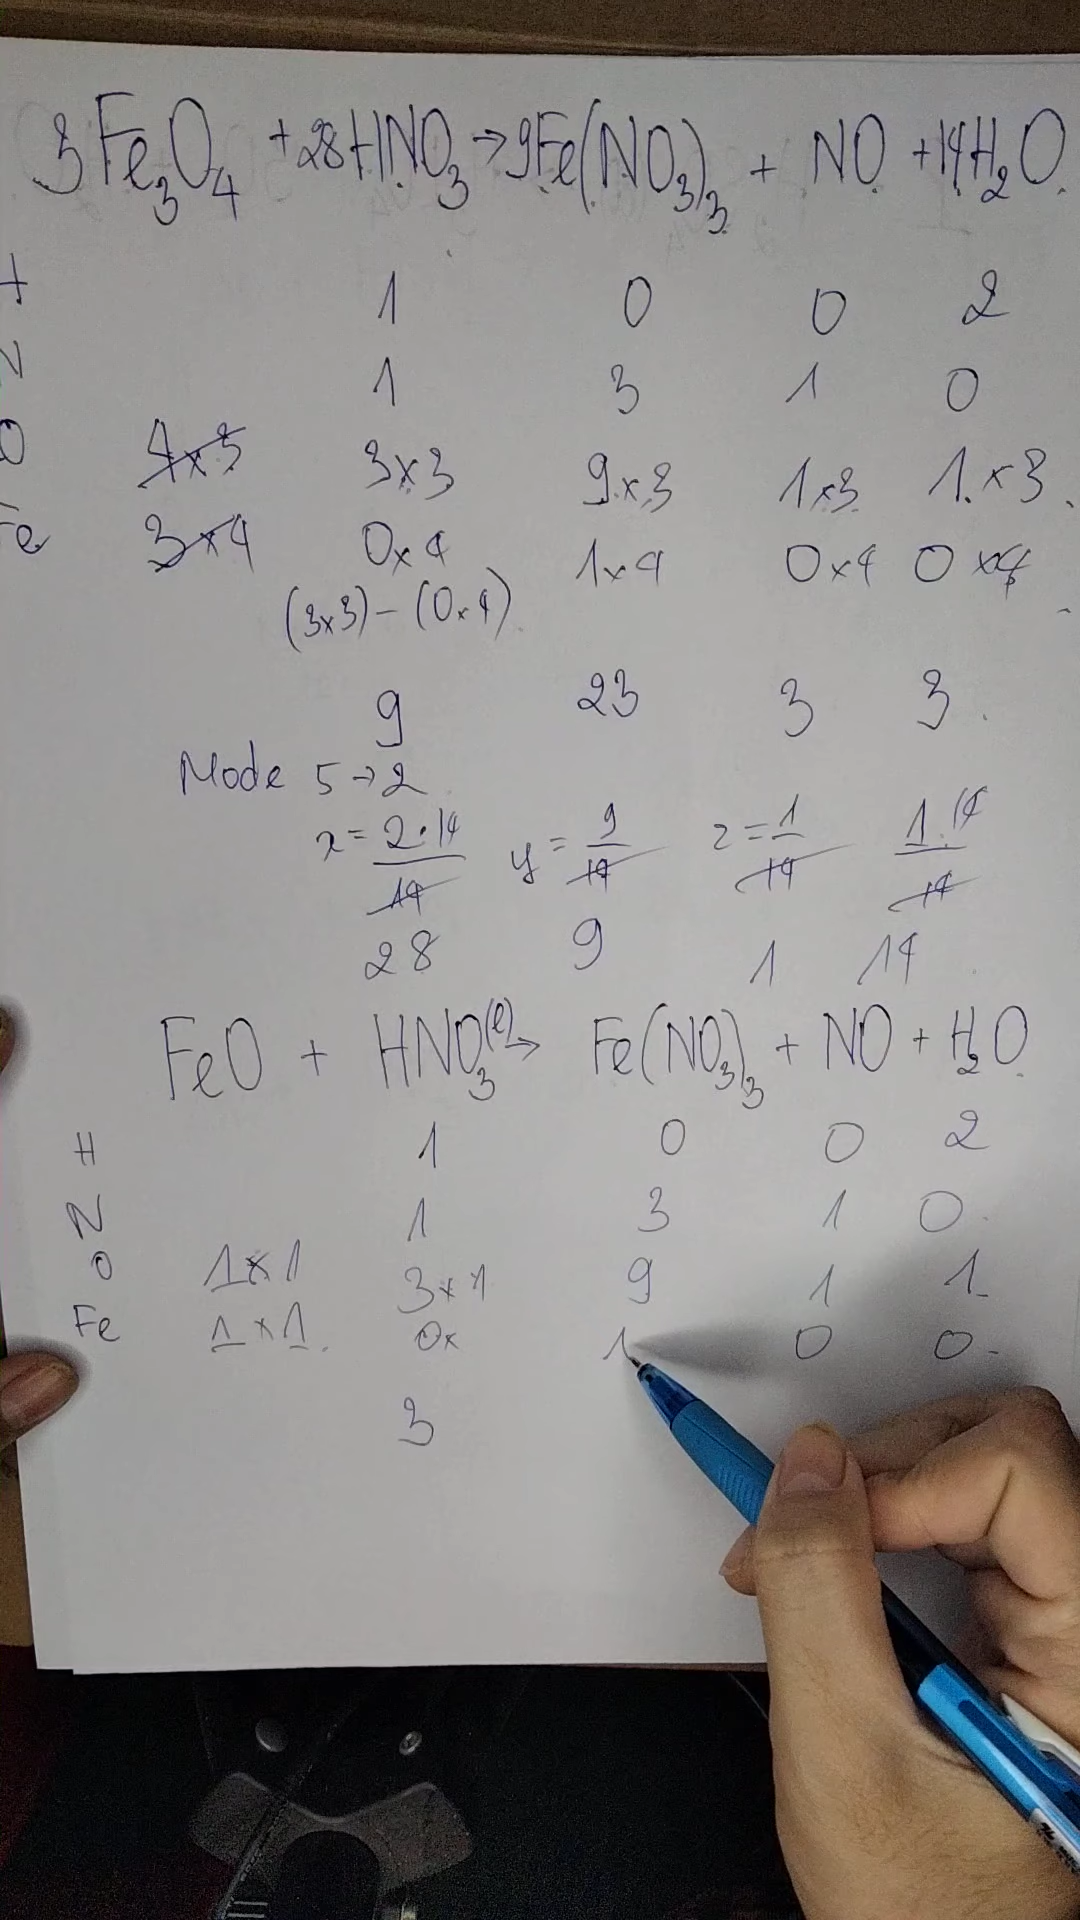 3Fe₃O₄ + 28HNO₃ → 9Fe(NO₃)₃ + NO + 14H₂O
H 1 0 0 2
N 1 3 1 0
O 4x3 3x3 9x3 1x3 1x3
Fe 3x4 0x4 1x4 0x4 0x4
(3x3) - (0x4)
9 23 3 3
Mode 5 → 2
x = 2.14/14 y = 9/14 z = 1/14 1.14/14
28 9 1 14
FeO + HNO₃(l) → Fe(NO₃)₃ + NO + H₂O
H 1 0 0 2
N 1 3 1 0
O 1x1 3x1 9 1 1
Fe 1x1 0x 1 0 0
3